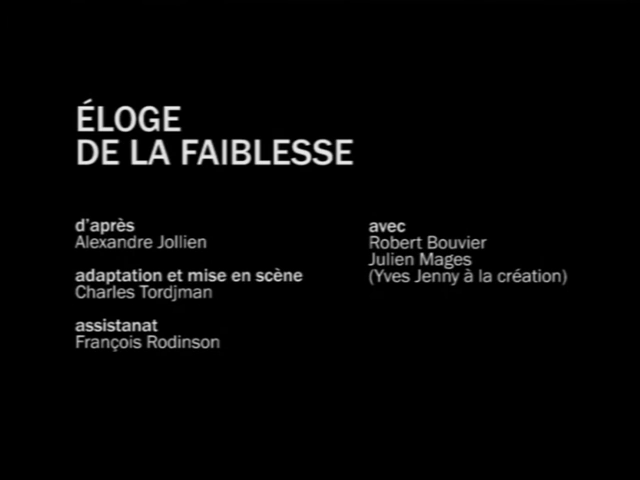 ÉLOGE
DE LA FAIBLESSE
d'après
Alexandre Jollien
adaptation et mise en scène
Charles Tordjman
assistanat
François Rodinson
avec
Robert Bouvier
Julien Mages
(Yves Jenny à la création)